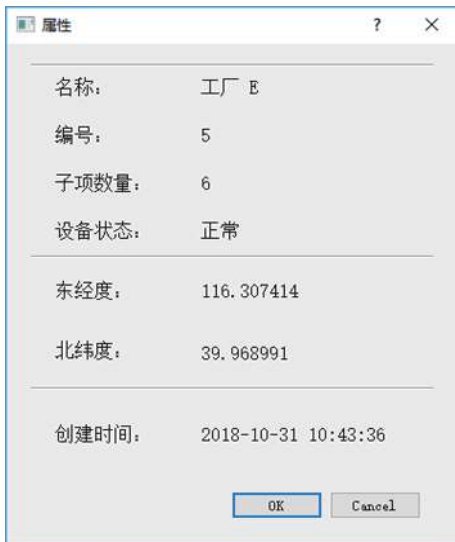 属性 ?
名称： 工厂 E
编号： 5
子项数量： 6
设备状态： 正常
东经度： 116.307414
北纬度： 39.968991
创建时间： 2018-10-31 10:43:36
OK Cancel